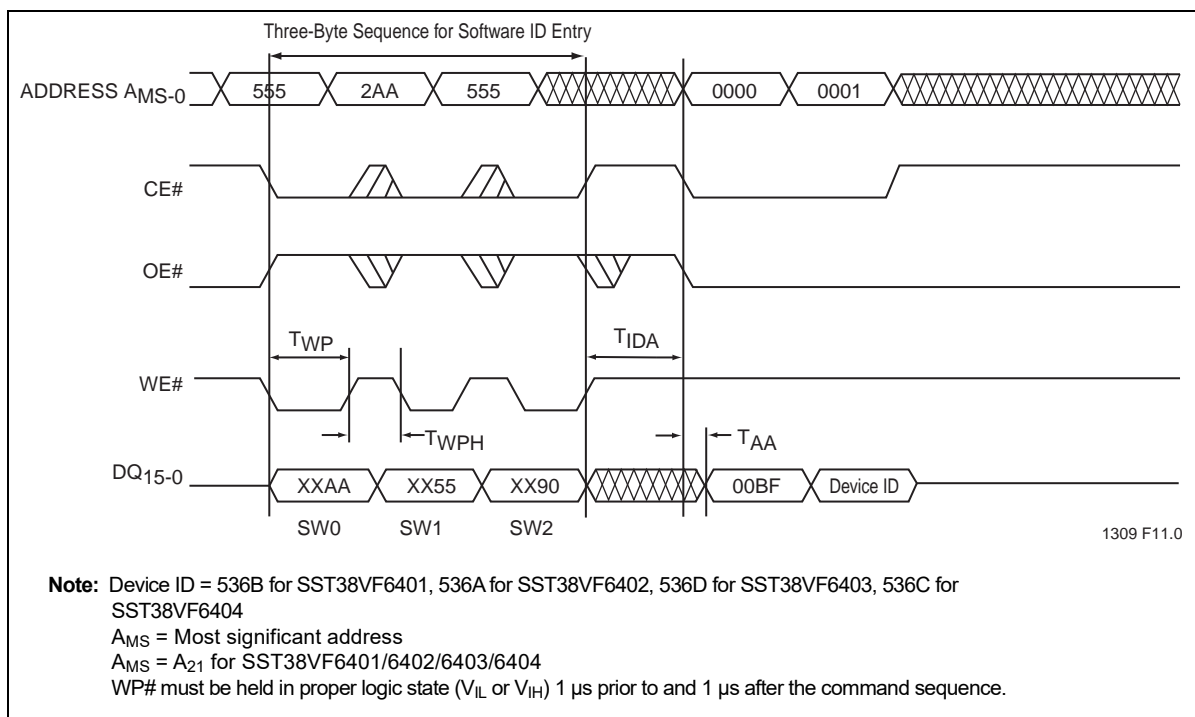 Three-Byte Sequence for Software ID Entry
ADDRESS AMS-0
555
2AA
555
0000
0001
CE#
OE#
TWP
TIDA
WE#
TWPH
TAA
DQ15-0
XXAA
XX55
XX90
00BF
Device ID
SW0
SW1
SW2
1309 F11.0
Note: Device ID = 536B for SST38VF6401, 536A for SST38VF6402, 536D for SST38VF6403, 536C for
SST38VF6404
AMS = Most significant address
AMS = A21 for SST38VF6401/6402/6403/6404
WP# must be held in proper logic state (VIL or VIH) 1 µs prior to and 1 µs after the command sequence.